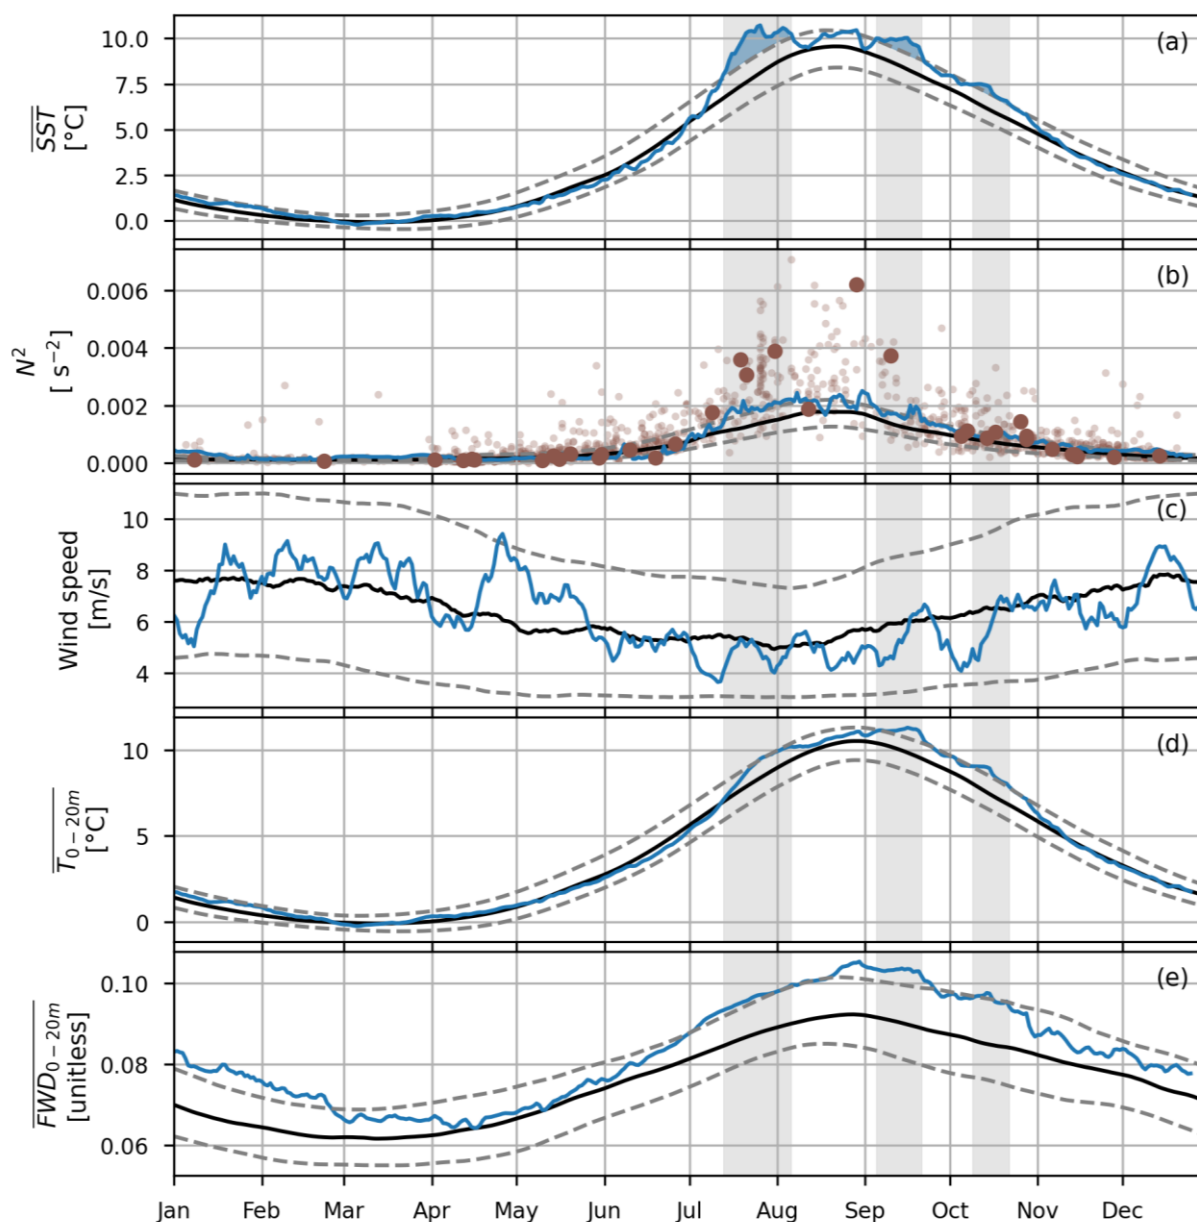 (a)
10.0
7.5
5.0
2.5
0.0
SST
[°C]
(b)
0.006
0.004
0.002
0.000
N²
[ s⁻²]
(c)
10
8
6
4
Wind speed
[m/s]
(d)
10
5
0
T₀₋₂₀ₘ
[°C]
(e)
0.10
0.08
0.06
FWD₀₋₂₀ₘ
[unitless]
Jan Feb Mar Apr May Jun Jul Aug Sep Oct Nov Dec